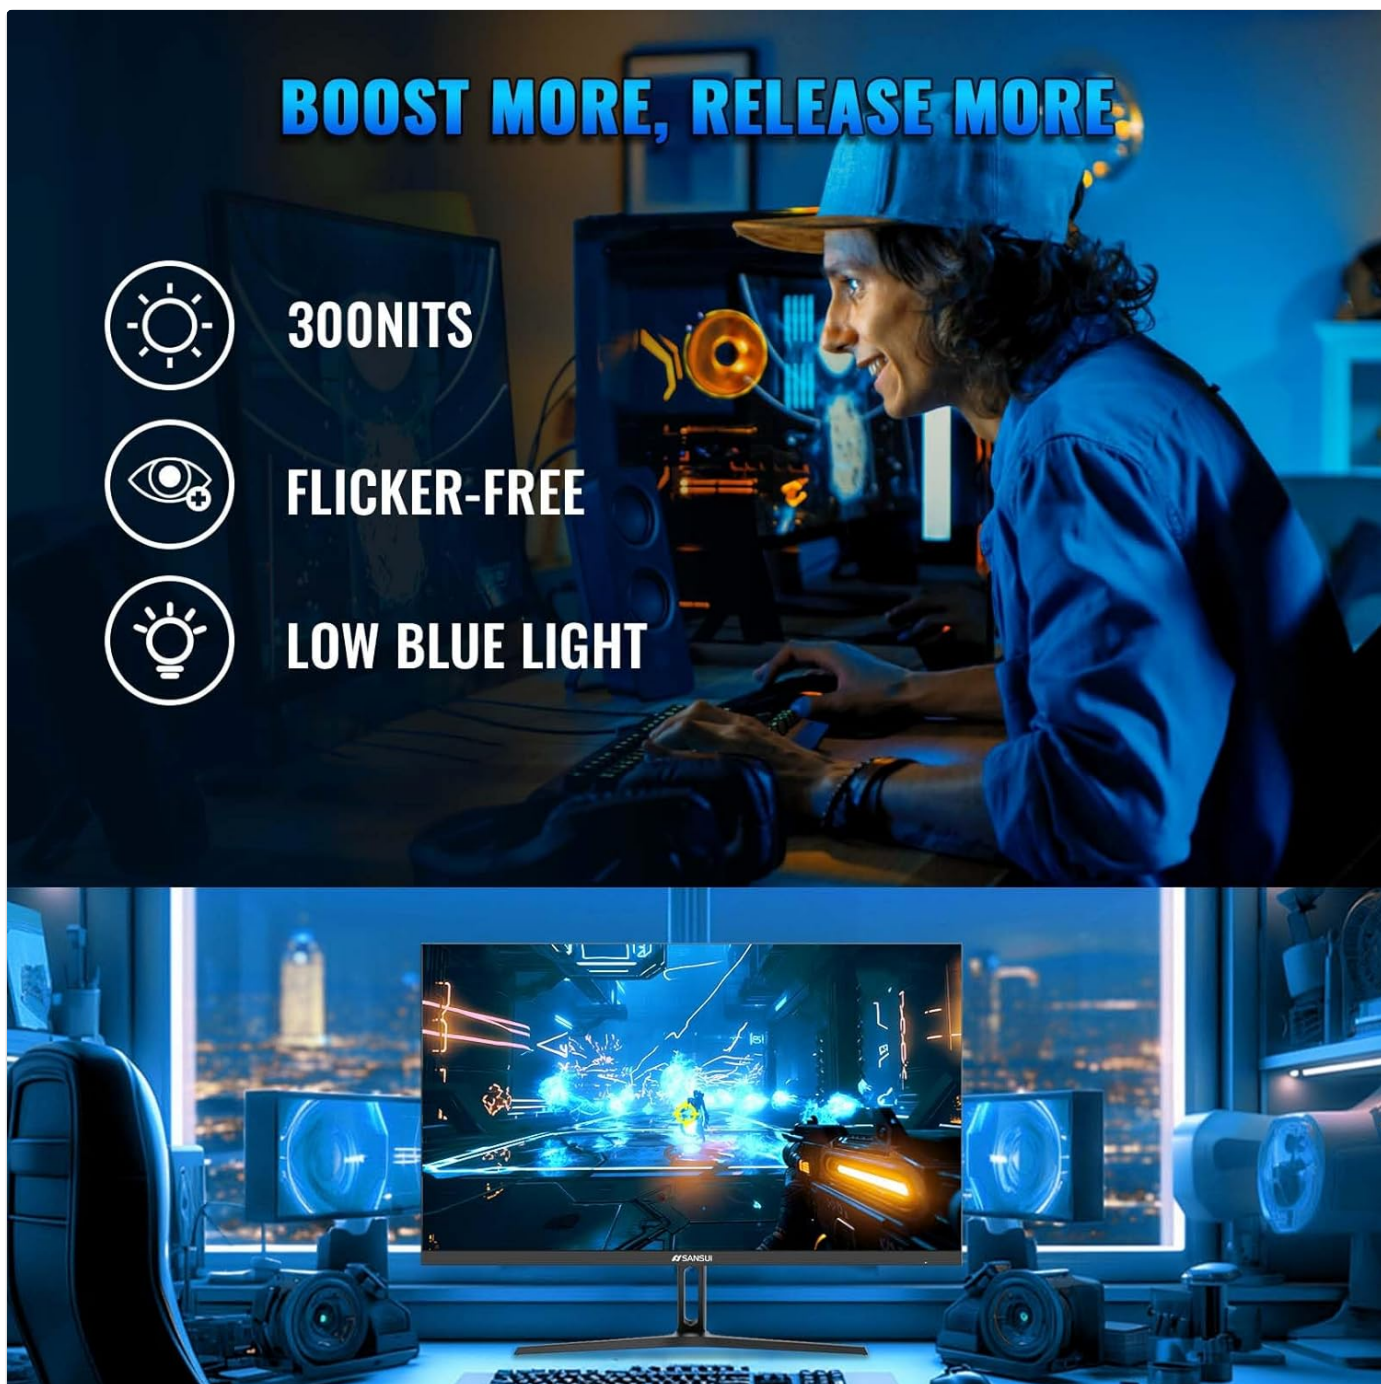 BOOST MORE, RELEASE MORE
300NITS
FLICKER-FREE
LOW BLUE LIGHT
SANSUI